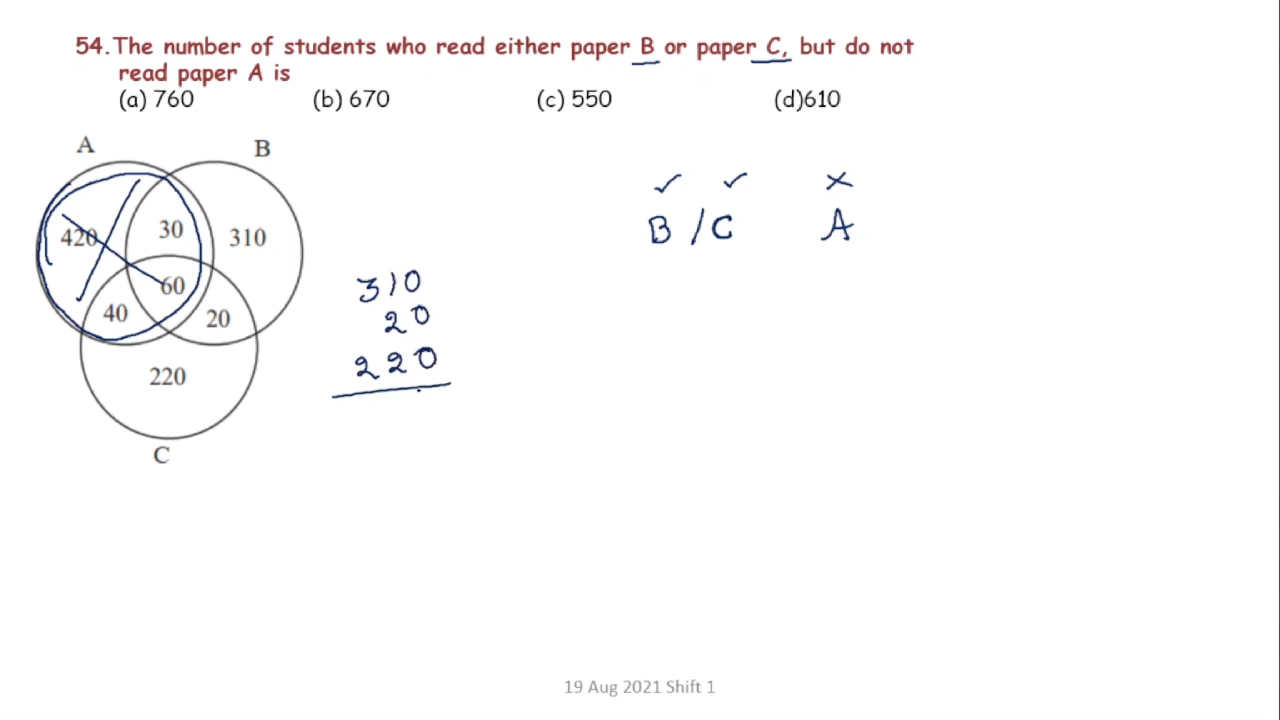 54.The number of students who read either paper B or paper C, but do not
read paper A is
(a) 760 (b) 670 (c) 550 (d)610
A
B
420 30 310
60
40 20
220
C
310
20
220
✓ ✓ ×
B / C A
19 Aug 2021 Shift 1